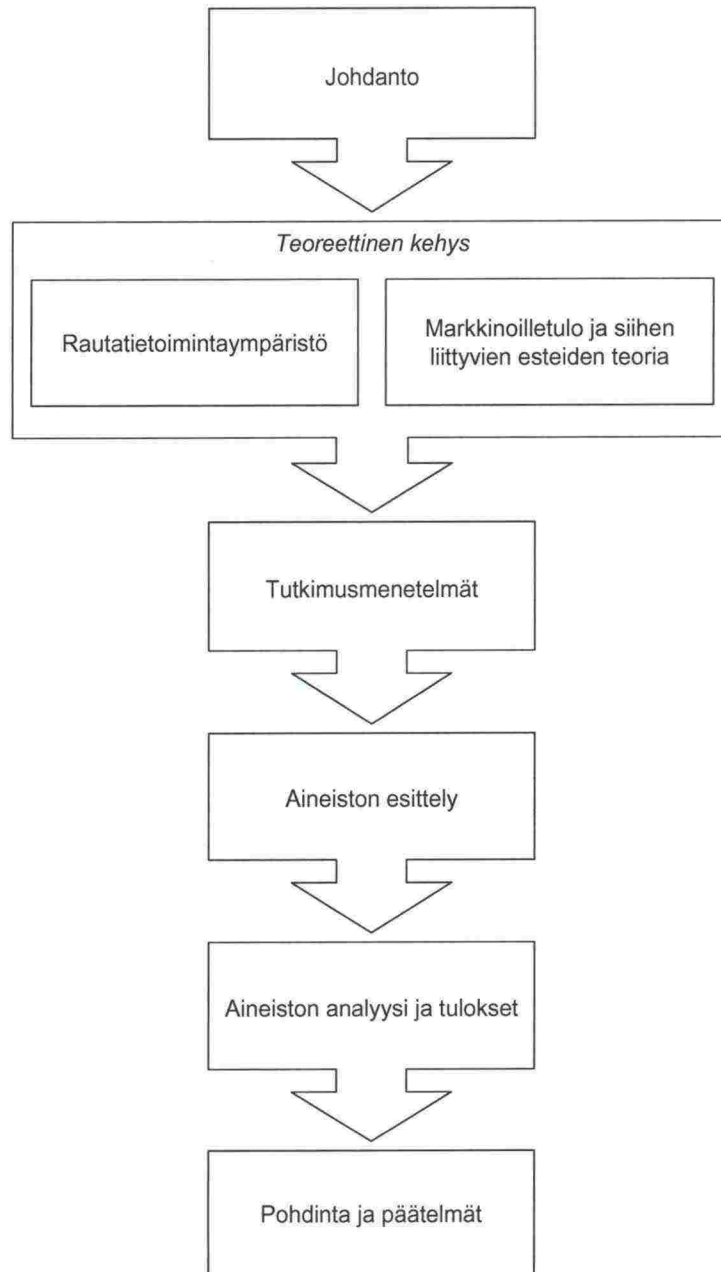 Johdanto
Teoreettinen kehys
Rautatietoimintaympäristö
Markkinoilletulo ja siihen
liittyvien esteiden teoria
Tutkimusmenetelmät
Aineiston esittely
Aineiston analyysi ja tulokset
Pohdinta ja päätelmät